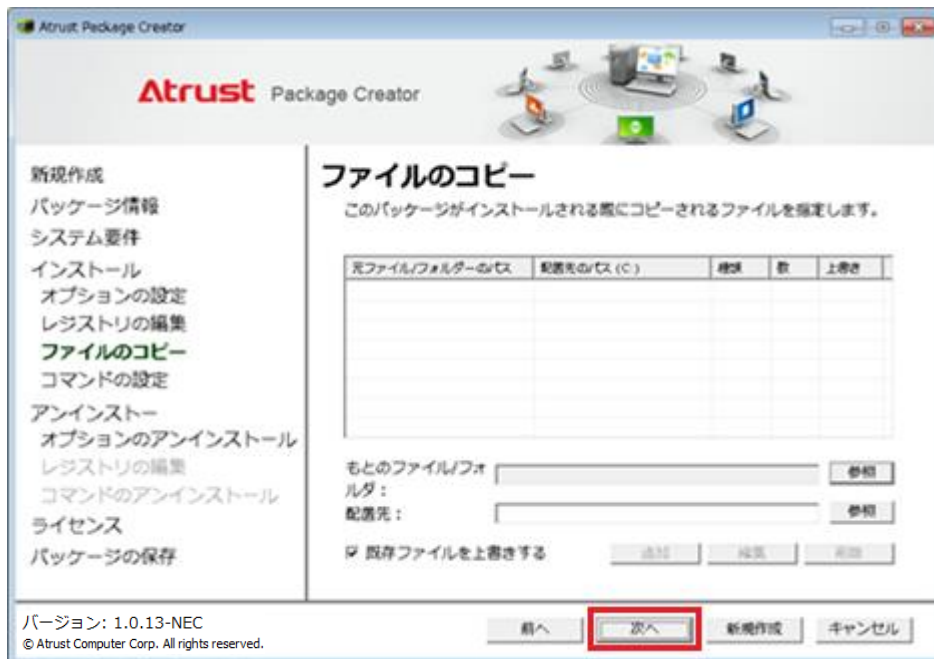 Atrust Package Creator
Atrust Package Creator
新規作成
パッケージ情報
システム要件
インストール
オプションの設定
レジストリの編集
ファイルのコピー
コマンドの設定
アンインストー
オプションのアンインストール
レジストリの編集
コマンドのアンインストール
ライセンス
パッケージの保存
ファイルのコピー
このパッケージがインストールされる際にコピーされるファイルを指定します。
元ファイル/フォルダーのパス 配置先のパス (C:) 種類 数 上書き
もとのファイル/フォ
ルダ:
参照
配置先:
参照
既存ファイルを上書きする
追加 編集 削除
バージョン: 1.0.13-NEC
© Atrust Computer Corp. All rights reserved.
前へ 次へ 新規作成 キャンセル